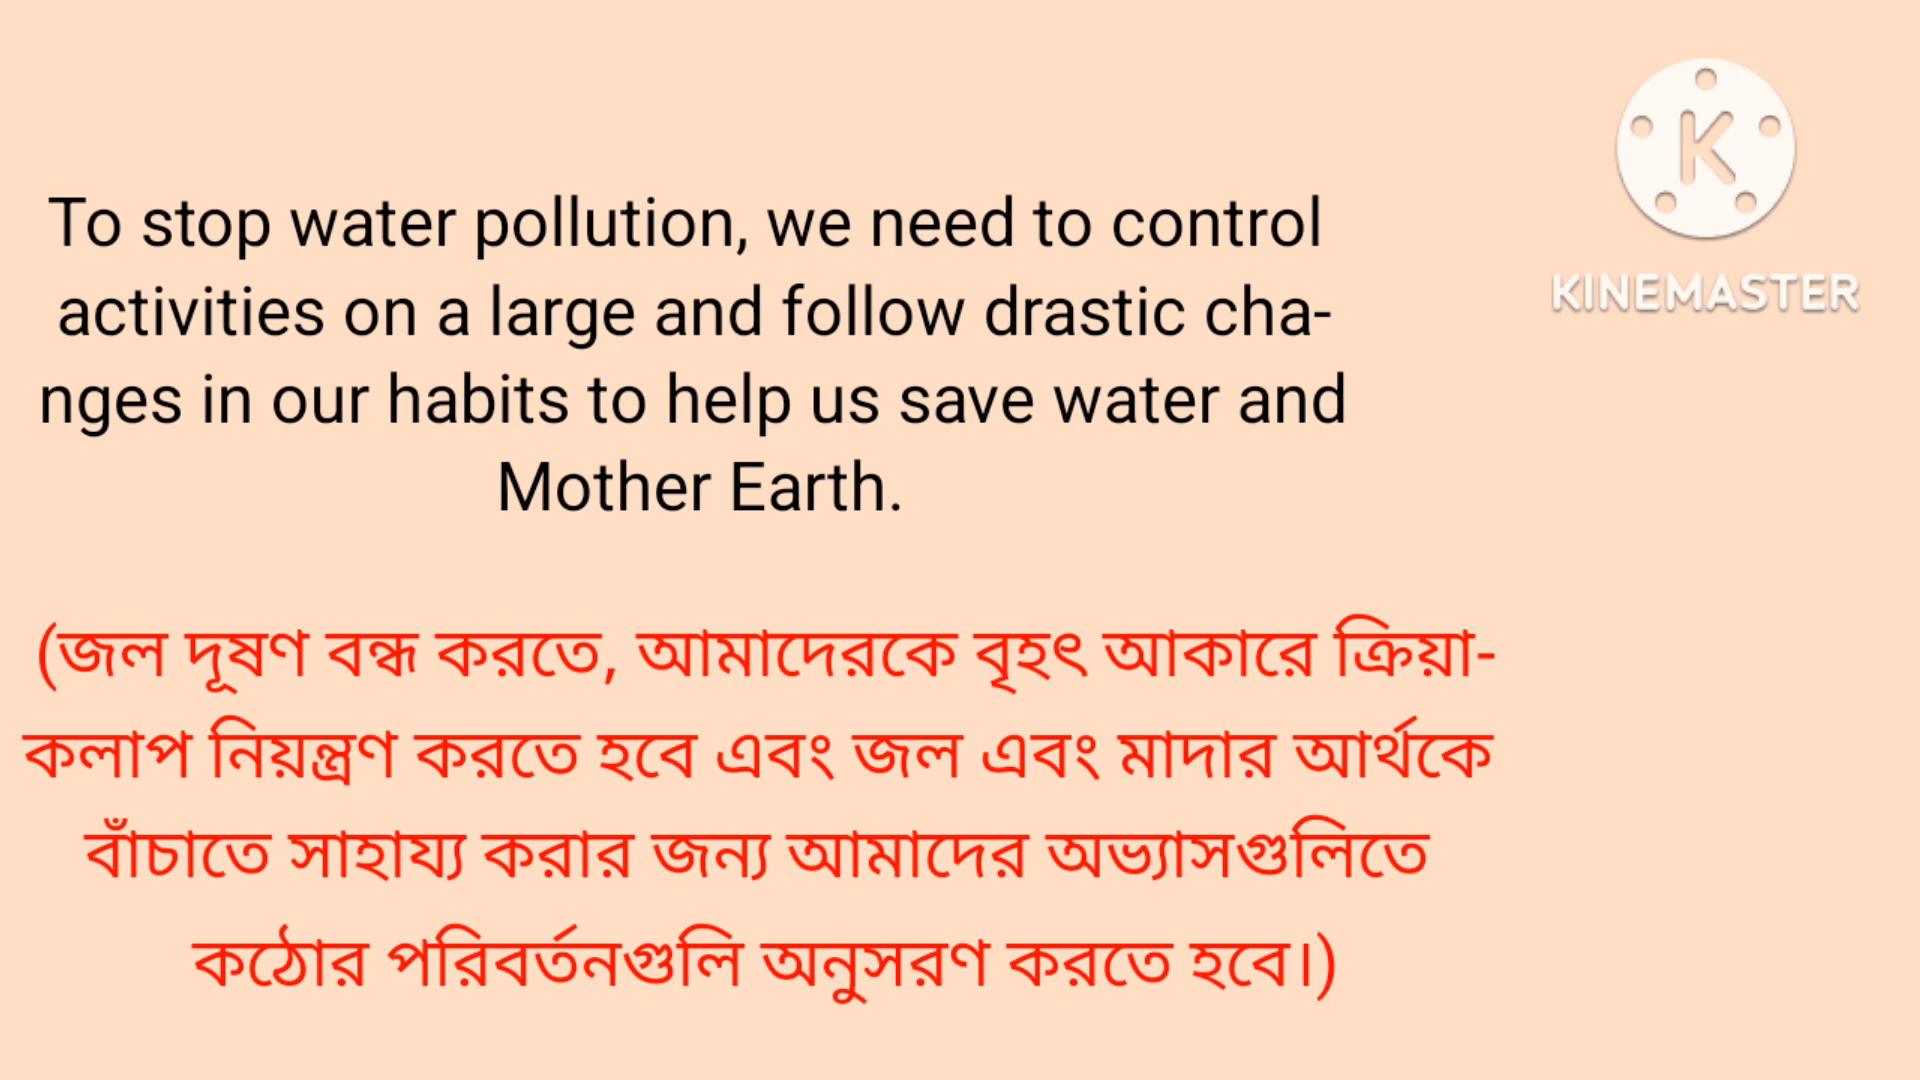 To stop water pollution, we need to control
activities on a large and follow drastic cha-
nges in our habits to help us save water and
Mother Earth.
(জল দূষণ বন্ধ করতে, আমাদেরকে বৃহৎ আকারে ক্রিয়া-
কলাপ নিয়ন্ত্রণ করতে হবে এবং জল এবং মাদার আর্থকে
বাঁচাতে সাহায্য করার জন্য আমাদের অভ্যাসগুলিতে
কঠোর পরিবর্তনগুলি অনুসরণ করতে হবে।)
K
KINEMASTER